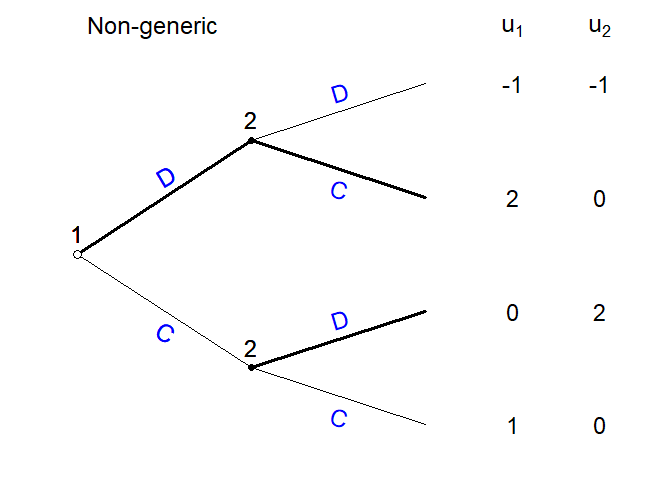 Non-generic u₁ u₂
D -1 -1
2
D C 2 0
1
C D 0 2
2
C 1 0